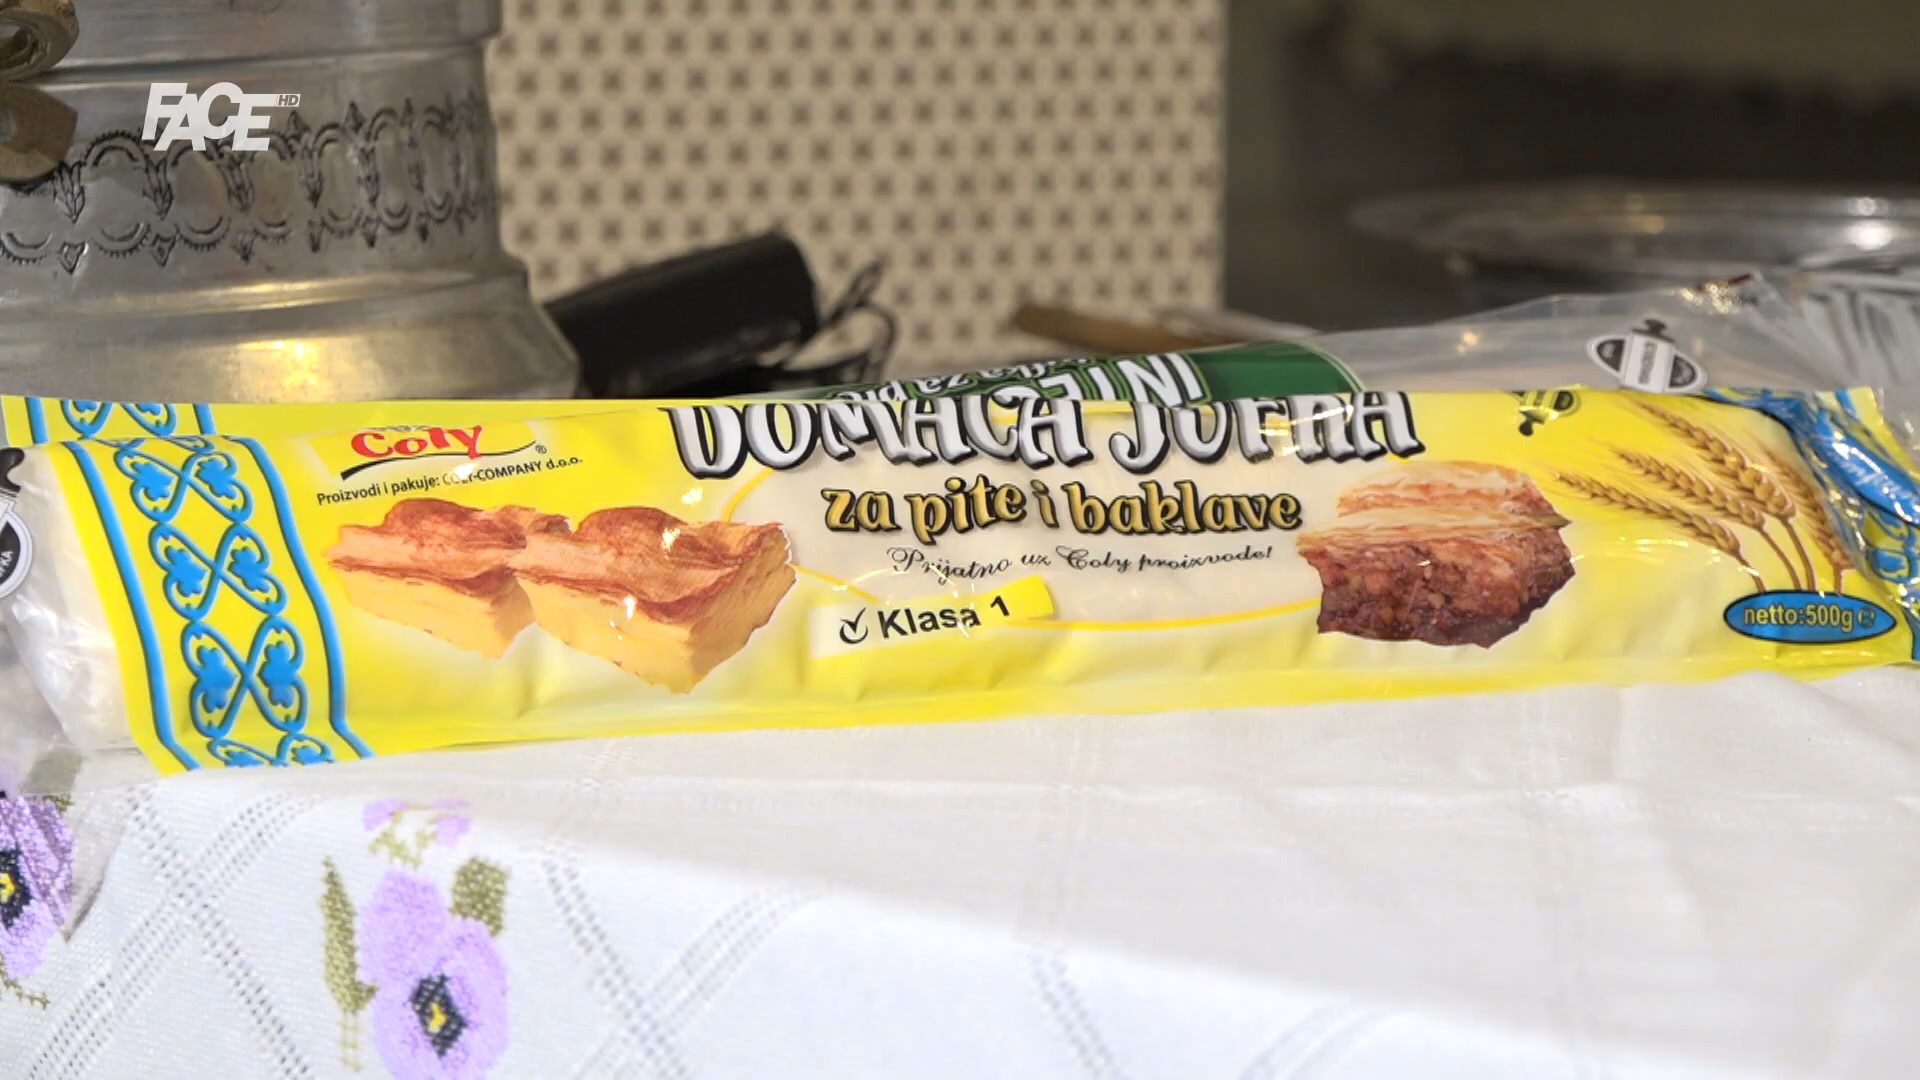 FACE HD
Coly ®
Proizvodi i pakuje: COLY-COMPANY d.o.o.
DOMAĆA JUFKA
za pite i baklave
Prijatno uz Coly proizvode!
Klasa 1
netto:500g e